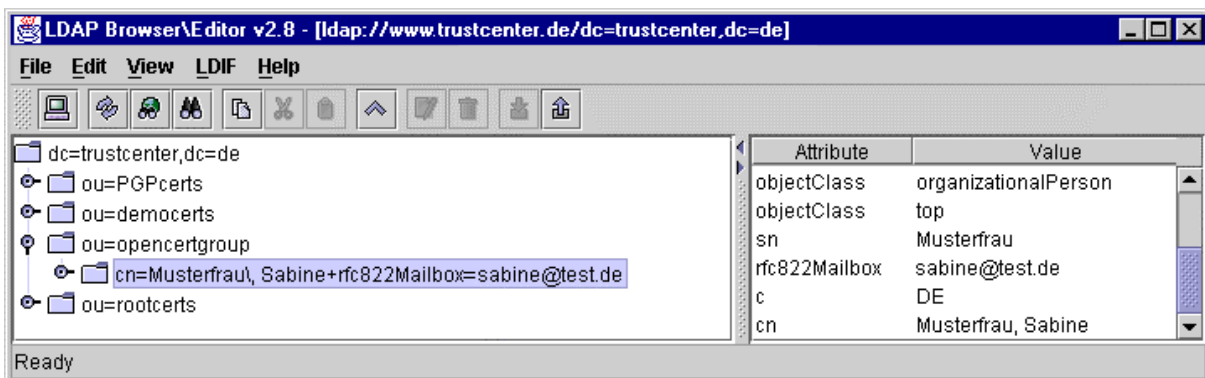 LDAP Browser\Editor v2.8 - [ldap://www.trustcenter.de/dc=trustcenter,dc=de]
File Edit View LDIF Help
dc=trustcenter,dc=de
ou=PGPcerts
ou=democerts
ou=opencertgroup
cn=Musterfrau\, Sabine+rfc822Mailbox=sabine@test.de
ou=rootcerts
Attribute Value
objectClass organizationalPerson
objectClass top
sn Musterfrau
rfc822Mailbox sabine@test.de
c DE
cn Musterfrau, Sabine
Ready